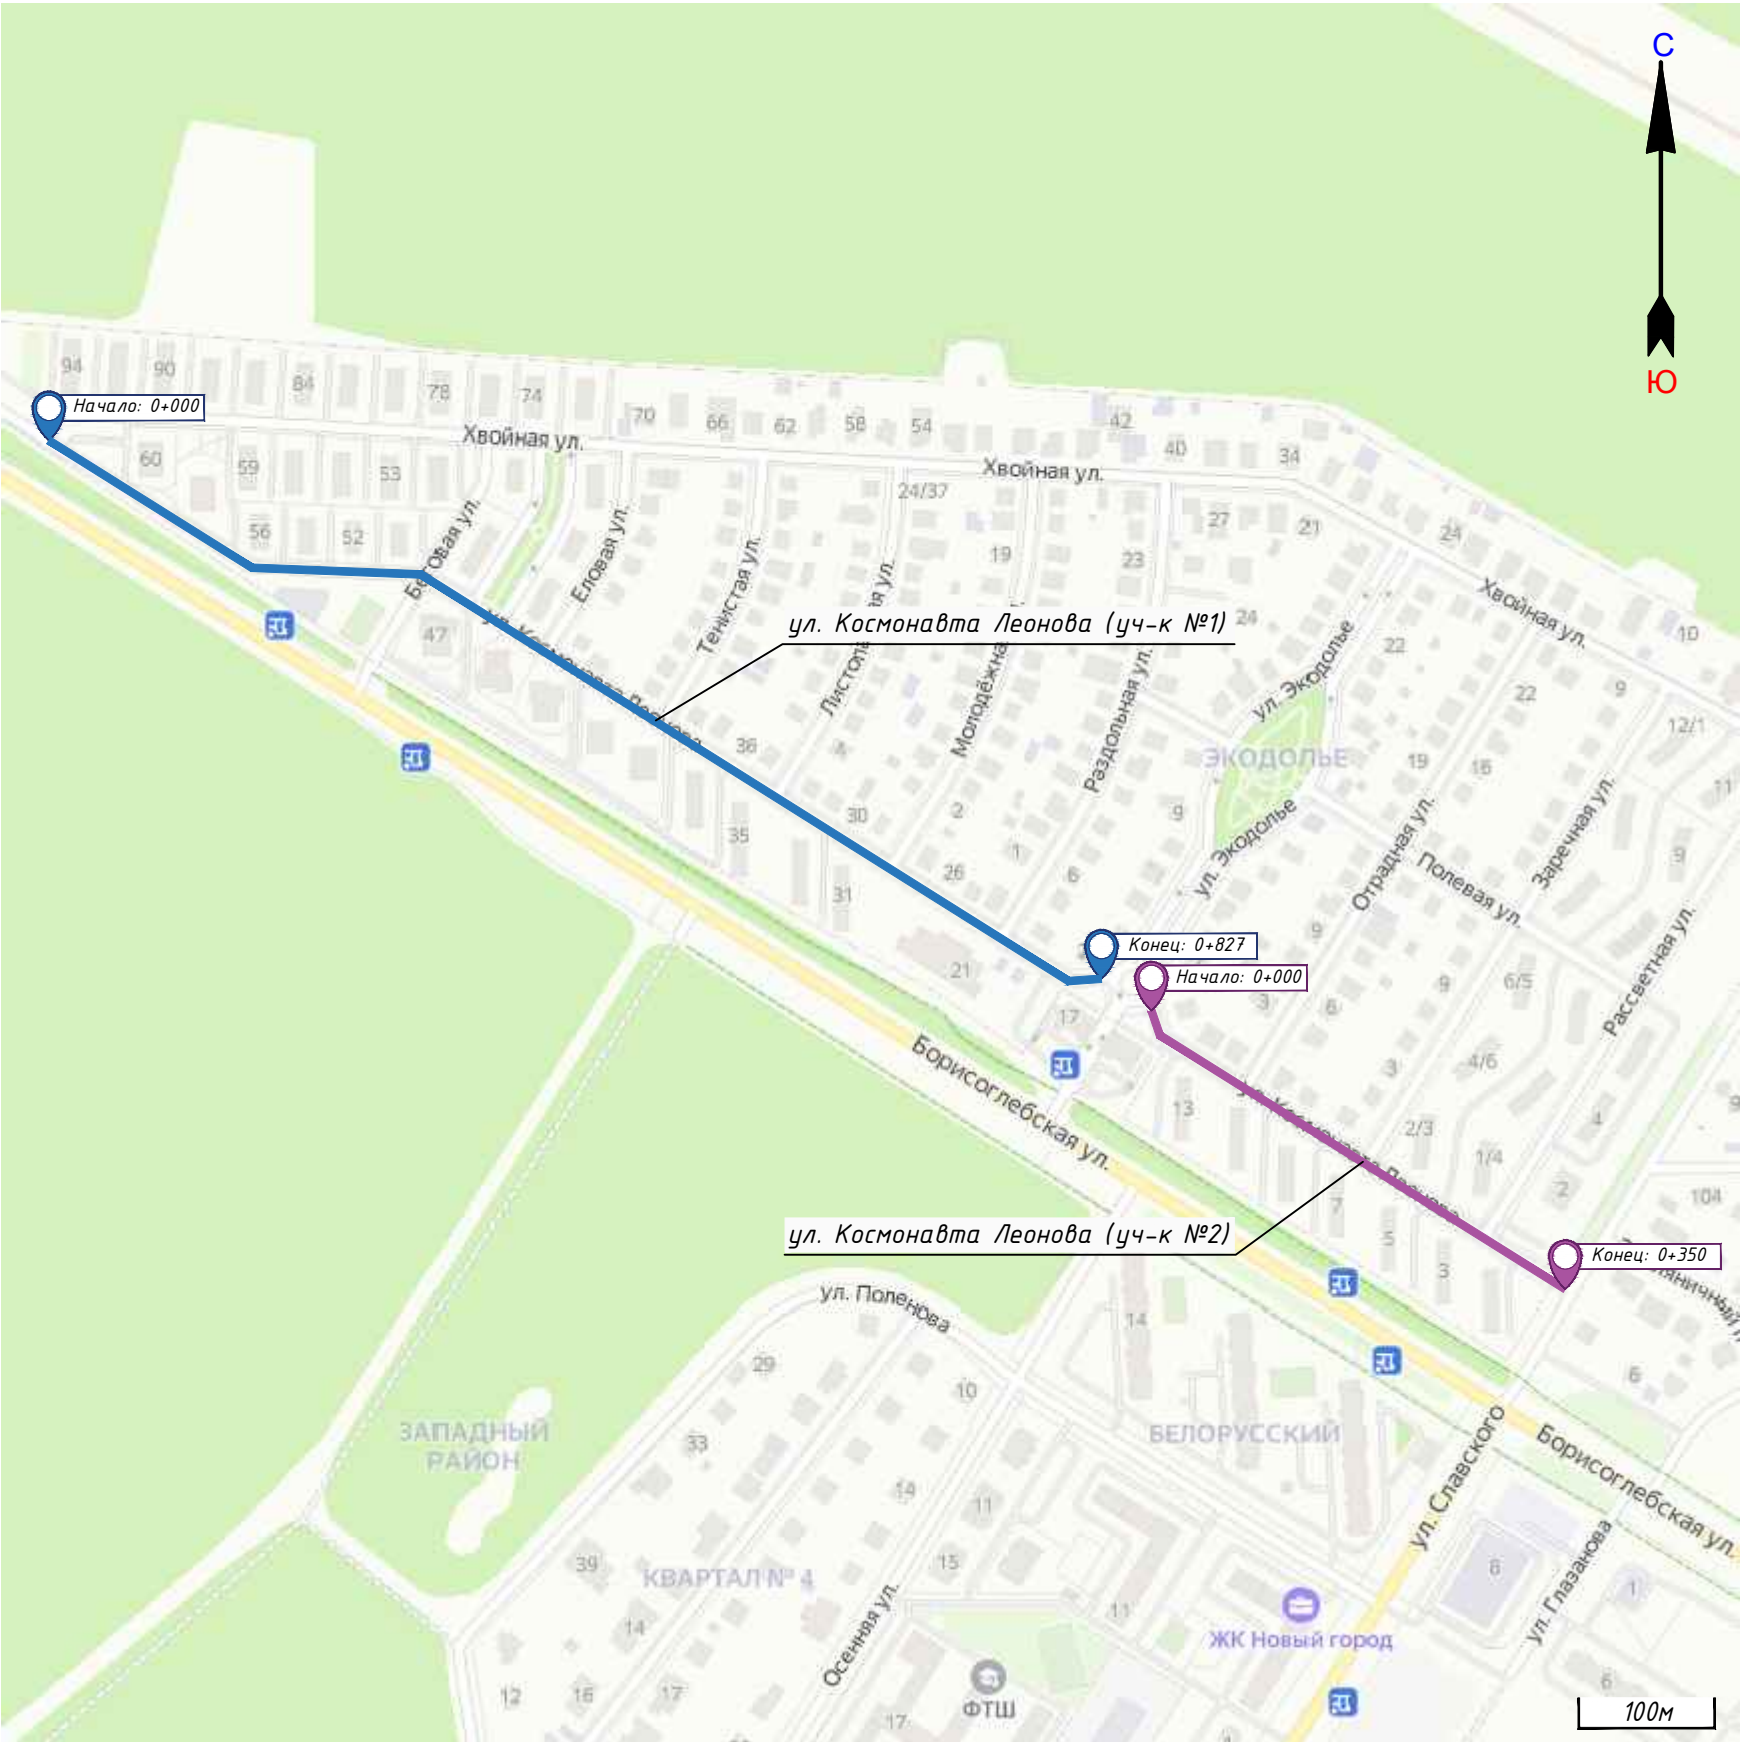 С
Ю
94
90
84
78
74
70
66
62
58
54
42
40
34
Начало: 0+000
Хвойная ул.
Хвойная ул.
60
59
53
24/37
27
21
24
56
52
Беговая ул.
Еловая ул.
Тенистая ул.
19
23
Хвойная ул.
47
ул. Космонавта Леонова (уч-к №1)
24
22
10
ул. Экодолье
Молодёжная
Раздольная ул.
22
9
12/1
36
4
ЭКОДОЛЬЕ
19
16
11
30
2
9
35
1
ул. Экодолье
Отрадная ул.
Заречная ул.
Полевая ул.
9
26
6
31
Рассветная ул.
9
21
Конец: 0+827
Начало: 0+000
3
6
9
6/5
17
Борисоглебская ул.
13
3
4/6
2/3
4
9
1/4
2
104
7
5
3
ул. Космонавта Леонова (уч-к №2)
Конец: 0+350
ул. Поленова
14
29
10
6
ЗАПАДНЫЙ
РАЙОН
33
БЕЛОРУССКИЙ
ул. Славского
Борисоглебская ул.
14
11
39
КВАРТАЛ № 4
15
11
6
1
ул. Глазанова
14
Осенняя ул.
ЖК Новый город
12
16
17
17
ФТШ
6
100м